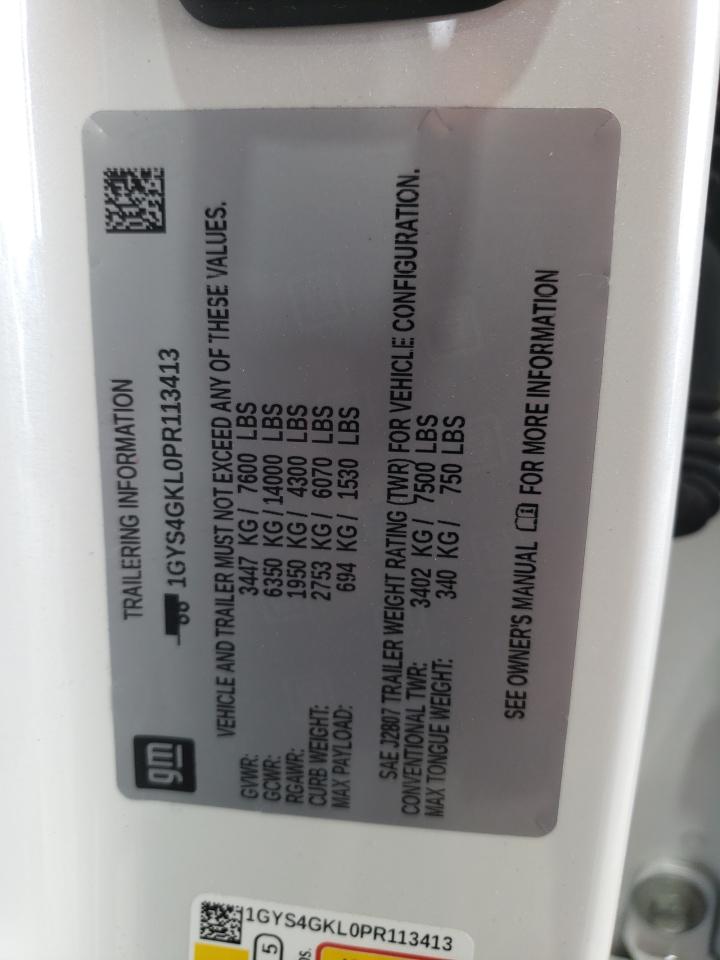 gm
TRAILERING INFORMATION
1GYS4GKL0PR113413
VEHICLE AND TRAILER MUST NOT EXCEED ANY OF THESE VALUES.
GVWR: 3447 KG / 7600 LBS
GCWR: 6350 KG / 14000 LBS
RGAWR: 1950 KG / 4300 LBS
CURB WEIGHT: 2753 KG / 6070 LBS
MAX PAYLOAD: 694 KG / 1530 LBS
SAE J2807 TRAILER WEIGHT RATING (TWR) FOR VEHICLE CONFIGURATION.
CONVENTIONAL TWR: 3402 KG / 7500 LBS
MAX TONGUE WEIGHT: 340 KG / 750 LBS
SEE OWNER'S MANUAL FOR MORE INFORMATION
1GYS4GKL0PR113413
5